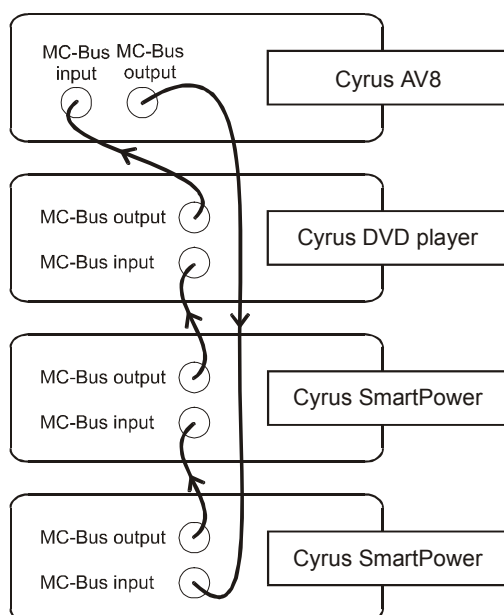 MC-Bus
input
MC-Bus
output
Cyrus AV8
MC-Bus output
MC-Bus input
Cyrus DVD player
MC-Bus output
MC-Bus input
Cyrus SmartPower
MC-Bus output
MC-Bus input
Cyrus SmartPower